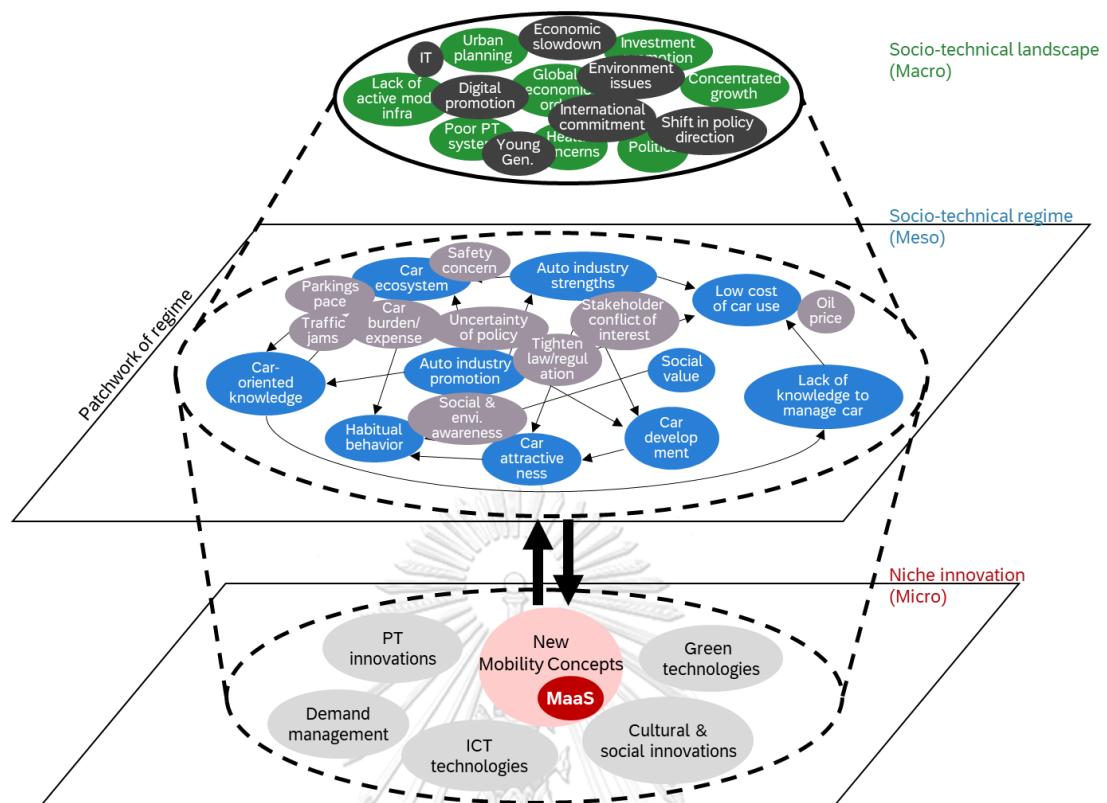 Economic
slowdown
Urban
planning
IT
Investment
motion
Socio-technical landscape
(Macro)
Environment
issues
Global
economic
ord
Concentrated
growth
Lack of
active mod
infra
Digital
promotion
International
commitment
Shift in policy
direction
Poor PT
syste
Young
Gen.
Heal
ncerns
Politic
Socio-technical regime
(Meso)
Patchwork of regime
Safety
concern
Car
ecosystem
Auto industry
strengths
Low cost
of car use
Oil
price
Parkings
pace
Traffic
jams
Car
burden/
expense
Uncertainty
of policy
Stakeholder
conflict of
interest
Tighten
law/regul
ation
Car-
oriented
knowledge
Auto industry
promotion
Social
value
Lack of
knowledge to
manage car
Social &
envi.
awareness
Habitual
behavior
Car
attractive
ness
Car
develop
ment
Niche innovation
(Micro)
PT
innovations
New
Mobility Concepts
MaaS
Green
technologies
Demand
management
ICT
technologies
Cultural &
social innovations